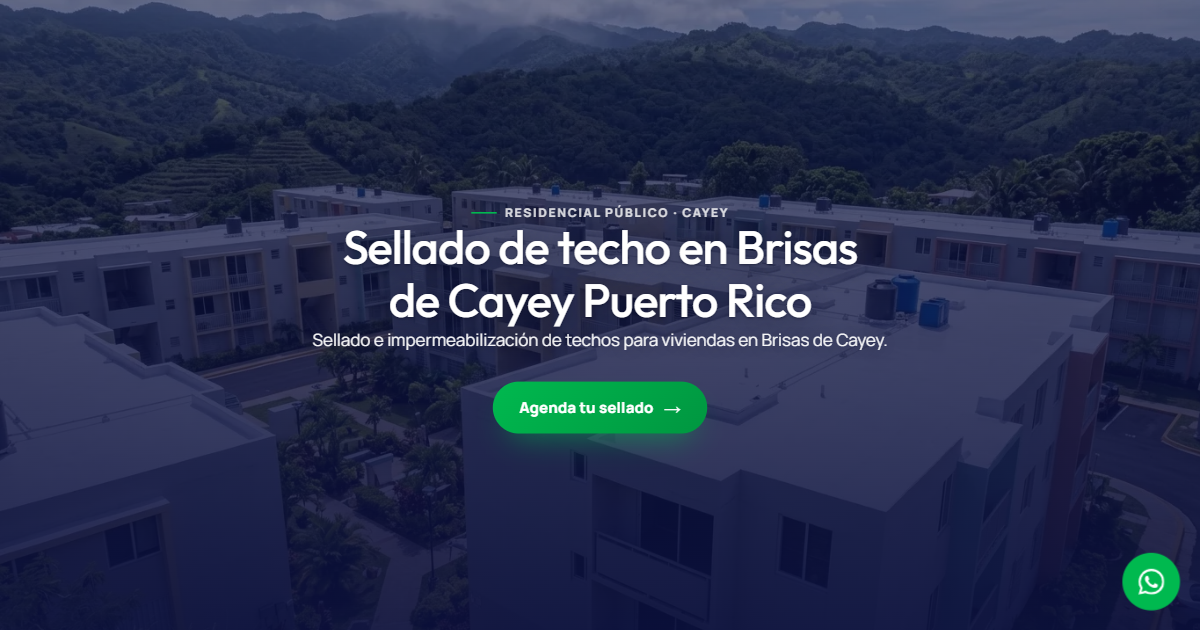 RESIDENCIAL PÚBLICO · CAYEY
Sellado de techo en Brisas
de Cayey Puerto Rico
Sellado e impermeabilización de techos para viviendas en Brisas de Cayey.
Agenda tu sellado →